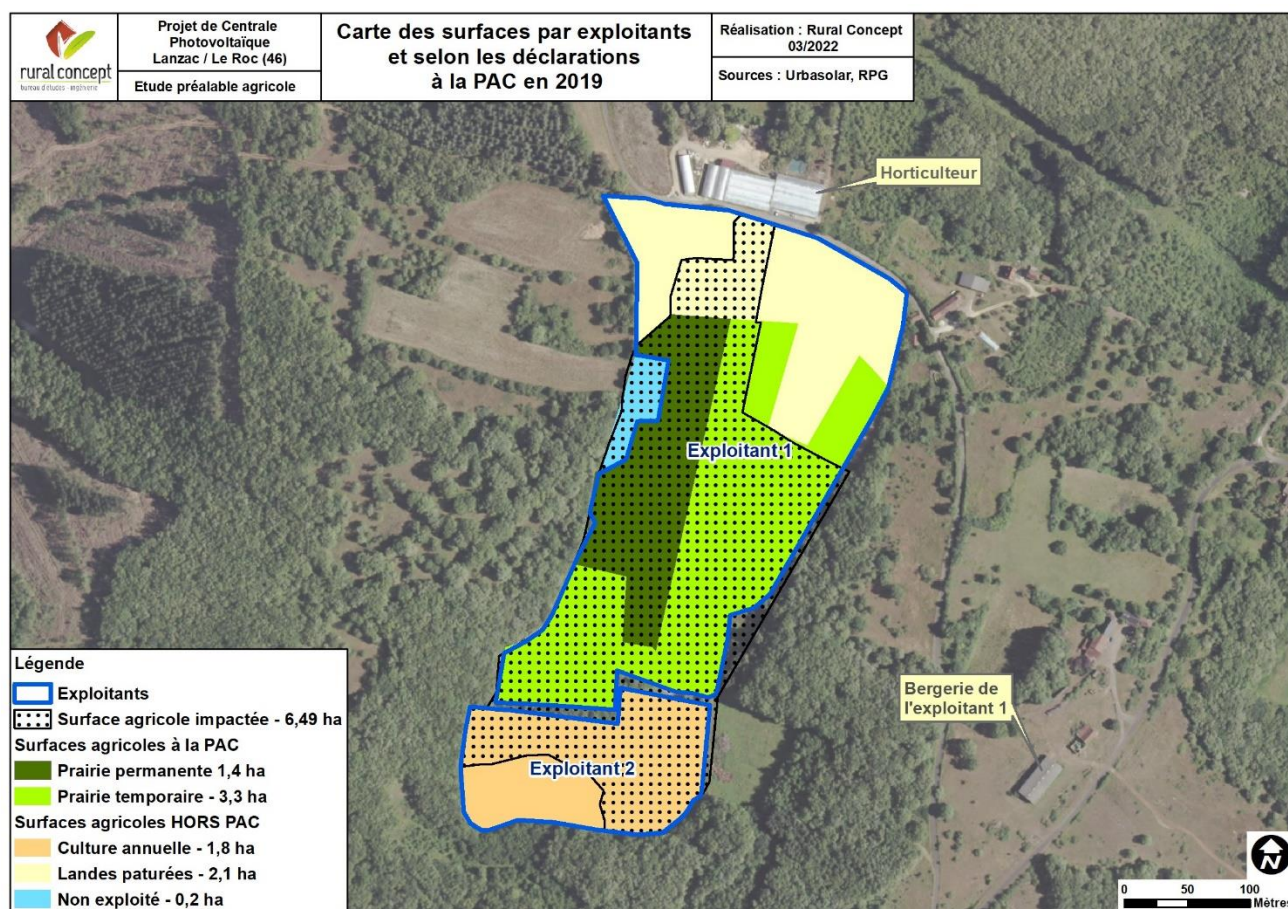 rural concept
bureau d'études - ingénierie
Projet de Centrale
Photovoltaïque
Lanzac / Le Roc (46)
Etude préalable agricole
Carte des surfaces par exploitants
et selon les déclarations
à la PAC en 2019
Réalisation : Rural Concept
03/2022
Sources : Urbasolar, RPG
Horticulteur
Exploitant 1
Bergerie de
l'exploitant 1
Exploitant 2
Légende
Exploitants
Surface agricole impactée - 6,49 ha
Surfaces agricoles à la PAC
Prairie permanente 1,4 ha
Prairie temporaire - 3,3 ha
Surfaces agricoles HORS PAC
Culture annuelle - 1,8 ha
Landes paturées - 2,1 ha
Non exploité - 0,2 ha
N
0 50 100
Mètres